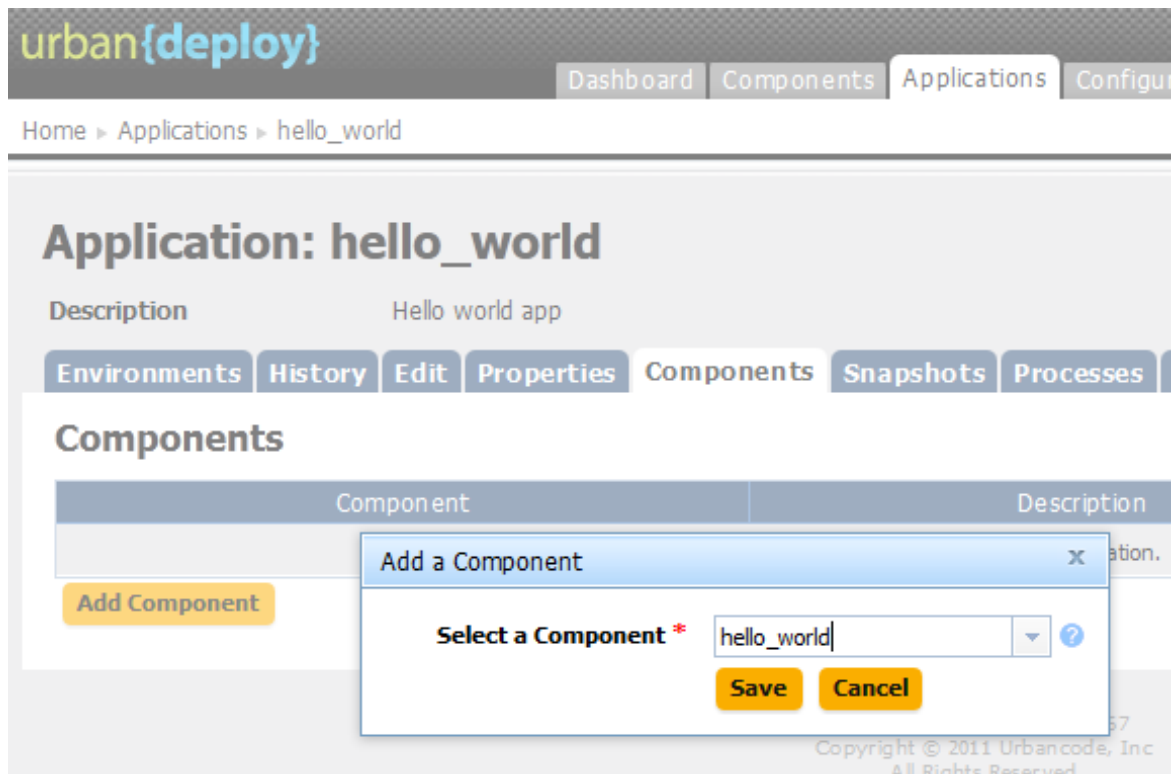 urban{deploy}
Dashboard Components Applications
Home ▸ Applications ▸ hello_world
Application: hello_world
Description Hello world app
Environments History Edit Properties Components Snapshots Processes
Components
Component Description
Add a Component x ation.
Add Component
Select a Component * hello_world ?
Save Cancel
57
Copyright © 2011 Urbancode, Inc
All Rights Reserved